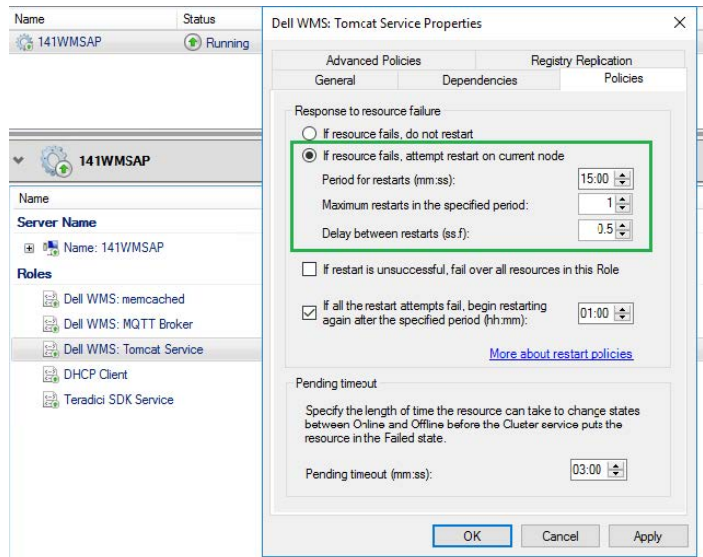 Name Status
141WMSAP Running
141WMSAP
Name
Server Name
Name: 141WMSAP
Roles
Dell WMS: memcached
Dell WMS: MQTT Broker
Dell WMS: Tomcat Service
DHCP Client
Teradici SDK Service
Dell WMS: Tomcat Service Properties
Advanced Policies Registry Replication
General Dependencies Policies
Response to resource failure
If resource fails, do not restart
If resource fails, attempt restart on current node
Period for restarts (mm:ss): 15:00
Maximum restarts in the specified period: 1
Delay between restarts (ss.f): 0.5
If restart is unsuccessful, fail over all resources in this Role
If all the restart attempts fail, begin restarting
again after the specified period (hh:mm): 01:00
More about restart policies
Pending timeout
Specify the length of time the resource can take to change states
between Online and Offline before the Cluster service puts the
resource in the Failed state.
Pending timeout (mm:ss): 03:00
OK Cancel Apply